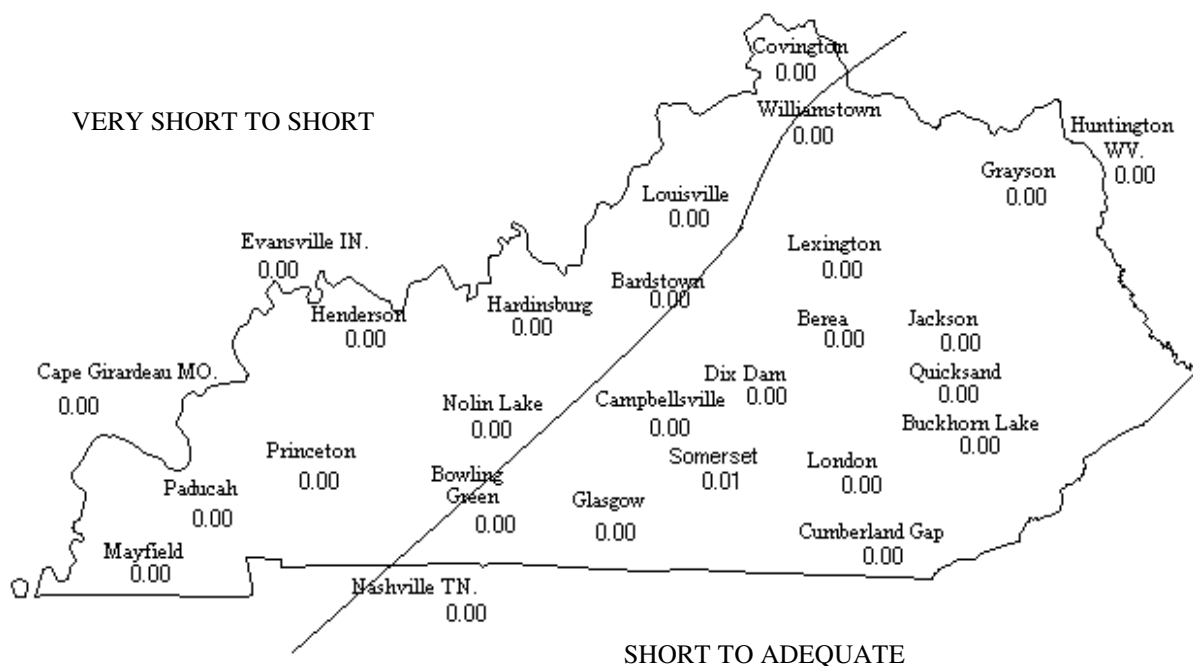 Covington
0.00
VERY SHORT TO SHORT
Williamstown
0.00
Huntington
WV.
0.00
Grayson
0.00
Louisville
0.00
Evansville IN.
0.00
Lexington
0.00
Bardstown
0.00
Hardinsburg
0.00
Henderson
0.00
Berea
0.00
Jackson
0.00
Cape Girardeau MO.
0.00
Dix Dam
0.00
Quicksand
0.00
Nolin Lake
0.00
Campbellsville
0.00
Buckhorn Lake
0.00
Princeton
0.00
Somerset
0.01
London
0.00
Paducah
0.00
Bowling
Green
0.00
Glasgow
0.00
Cumberland Gap
0.00
Mayfield
0.00
Nashville TN.
0.00
SHORT TO ADEQUATE